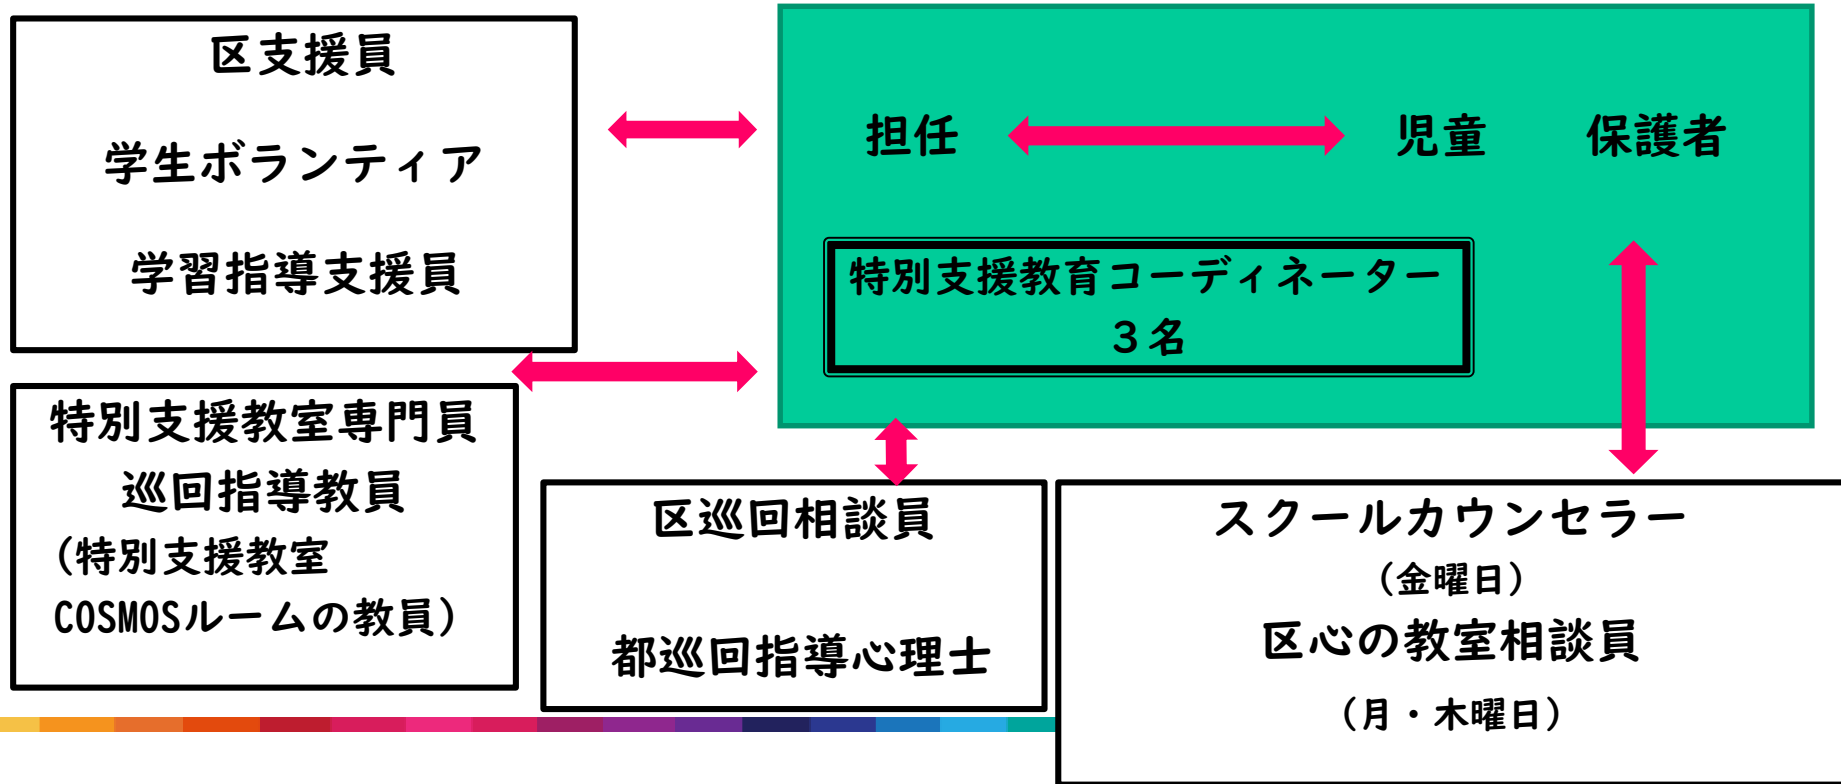 区支援員
学生ボランティア
学習指導支援員
担任
児童
保護者
特別支援教育コーディネーター
３名
特別支援教室専門員
巡回指導教員
（特別支援教室
COSMOSルームの教員）
区巡回相談員
都巡回指導心理士
スクールカウンセラー
（金曜日）
区心の教室相談員
（月・木曜日）